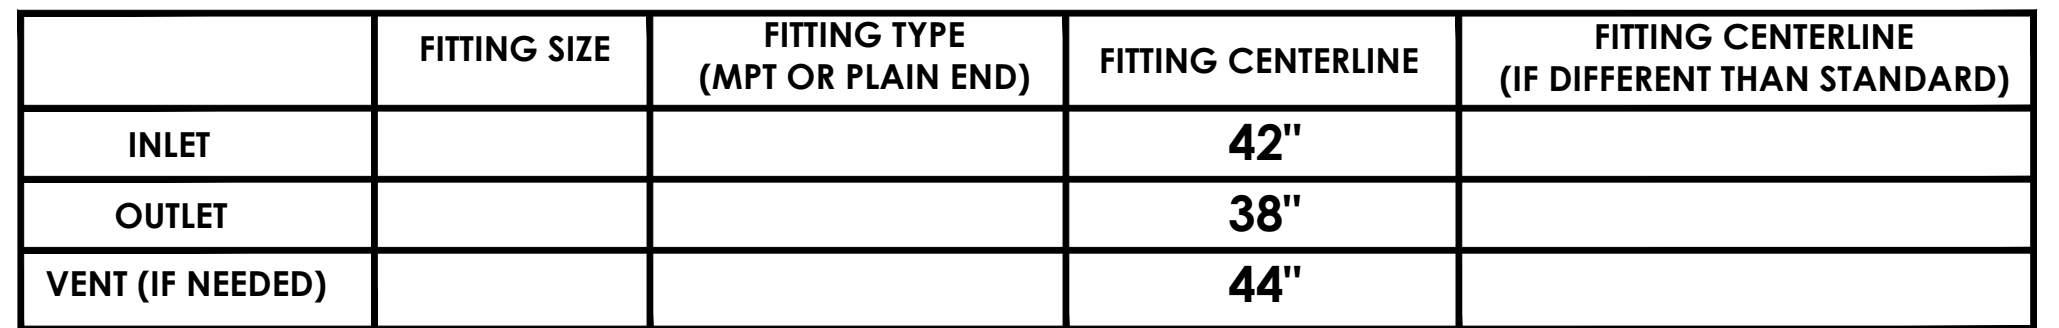 FITTING SIZE
FITTING TYPE
(MPT OR PLAIN END)
FITTING CENTERLINE
FITTING CENTERLINE
(IF DIFFERENT THAN STANDARD)
INLET
42"
OUTLET
38"
VENT (IF NEEDED)
44"